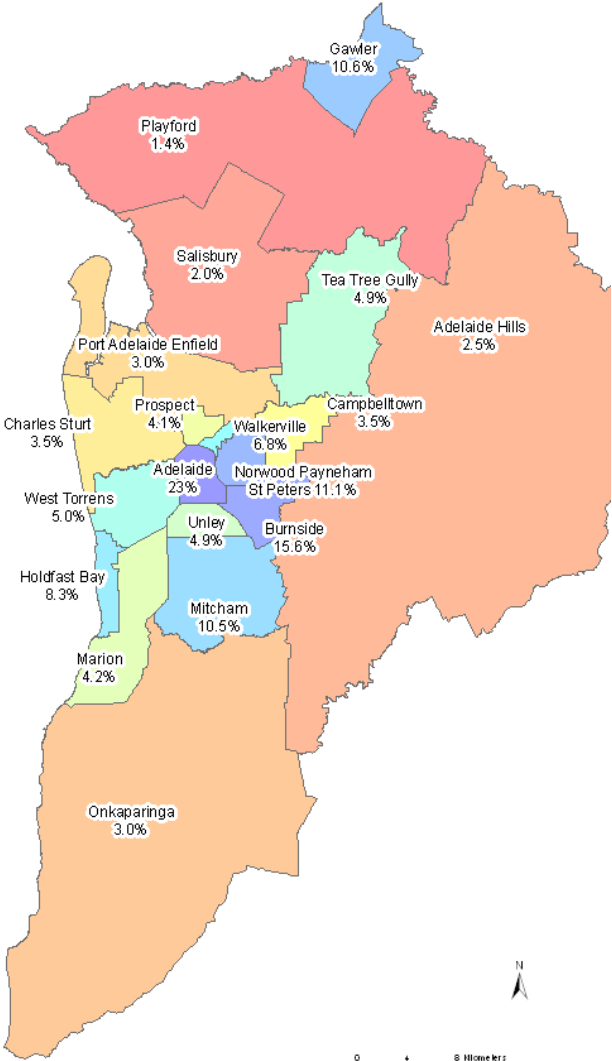 Gawler
10.6%
Playford
1.4%
Salisbury
2.0%
Tea Tree Gully
4.9%
Adelaide Hills
2.5%
Port Adelaide Enfield
3.0%
Prospect
4.1%
Campbelltown
3.5%
Charles Sturt
3.5%
Walkerville
6.8%
Adelaide
23%
Norwood Payneham
St Peters 11.1%
West Torrens
5.0%
Unley
4.9%
Burnside
15.6%
Holdfast Bay
8.3%
Mitcham
10.5%
Marion
4.2%
Onkaparinga
3.0%
N
0 4 8 Kilometers